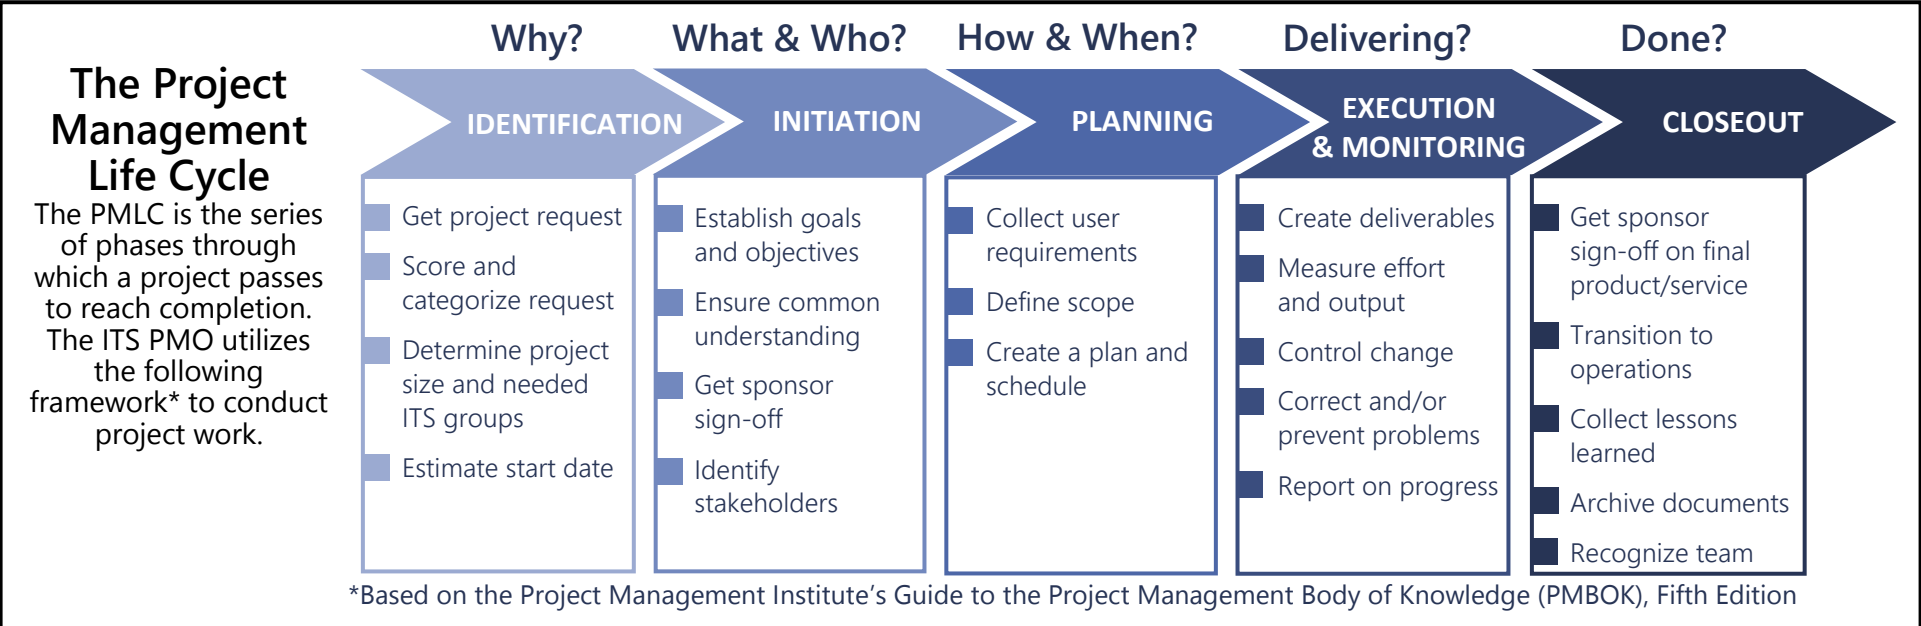 The Project
Management
Life Cycle
The PMLC is the series
of phases through
which a project passes
to reach completion.
The ITS PMO utilizes
the following
framework* to conduct
project work.
Why?
IDENTIFICATION
Get project request
Score and
categorize request
Determine project
size and needed
ITS groups
Estimate start date
What & Who?
INITIATION
Establish goals
and objectives
Ensure common
understanding
Get sponsor
sign-off
Identify
stakeholders
How & When?
PLANNING
Collect user
requirements
Define scope
Create a plan and
schedule
Delivering?
EXECUTION
& MONITORING
Create deliverables
Measure effort
and output
Control change
Correct and/or
prevent problems
Report on progress
Done?
CLOSEOUT
Get sponsor
sign-off on final
product/service
Transition to
operations
Collect lessons
learned
Archive documents
Recognize team
*Based on the Project Management Institute’s Guide to the Project Management Body of Knowledge (PMBOK), Fifth Edition